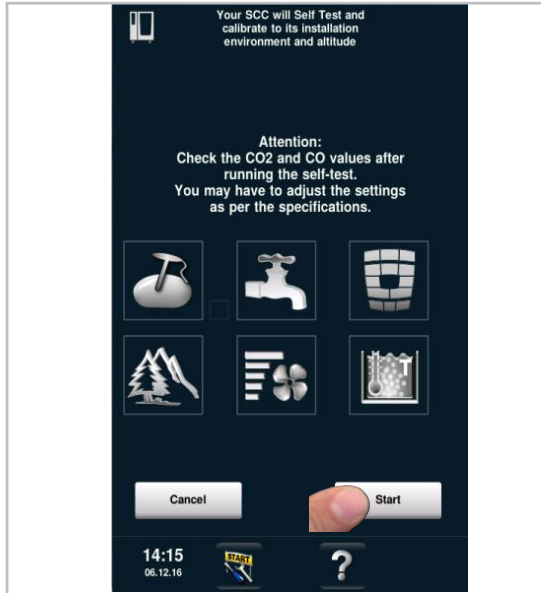 Your SCC will Self Test and
calibrate to its installation
environment and altitude
Attention:
Check the CO2 and CO values after
running the self-test.
You may have to adjust the settings
as per the specifications.
T
Cancel
Start
14:15
06.12.16
START
?